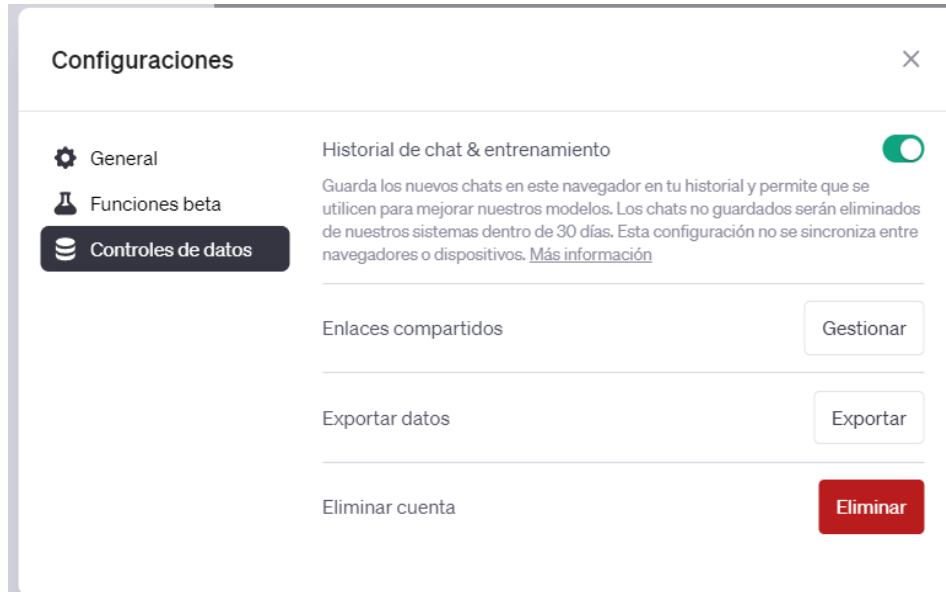 Configuraciones
General
Funciones beta
Controles de datos
Historial de chat & entrenamiento
Guarda los nuevos chats en este navegador en tu historial y permite que se
utilicen para mejorar nuestros modelos. Los chats no guardados serán eliminados
de nuestros sistemas dentro de 30 días. Esta configuración no se sincroniza entre
navegadores o dispositivos. Más información
Enlaces compartidos
Gestionar
Exportar datos
Exportar
Eliminar cuenta
Eliminar